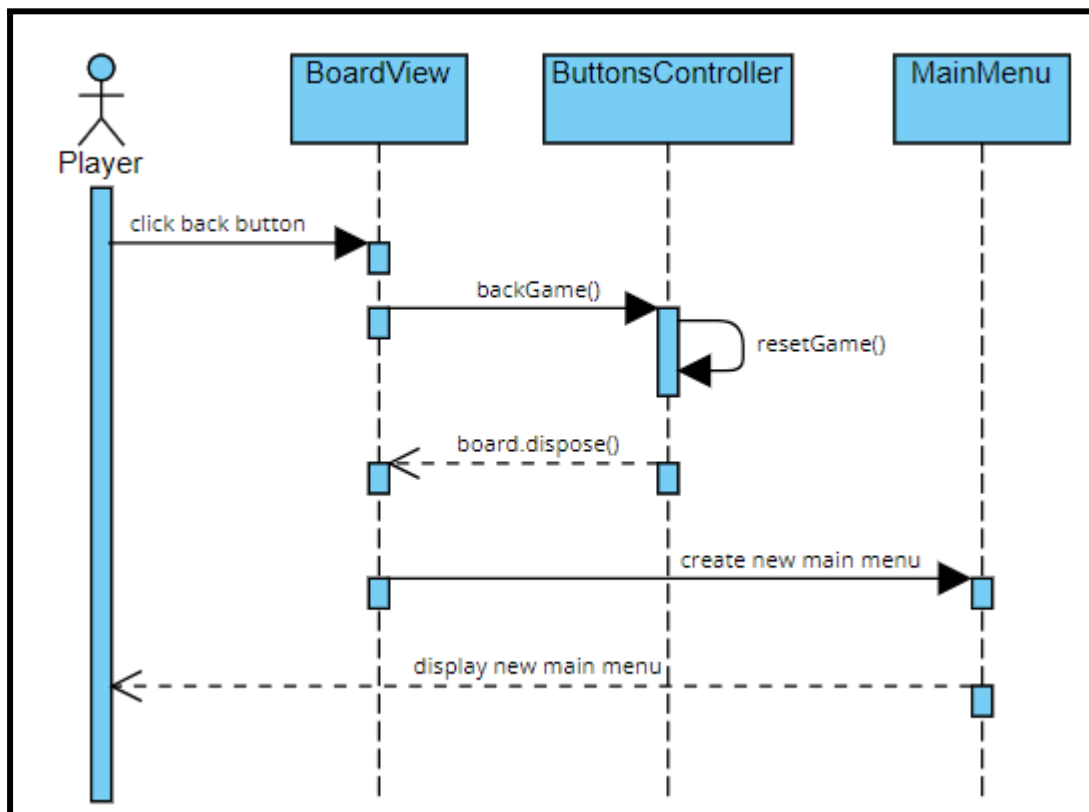 BoardView
ButtonsController
MainMenu
Player
click back button
backGame()
resetGame()
board.dispose()
create new main menu
display new main menu